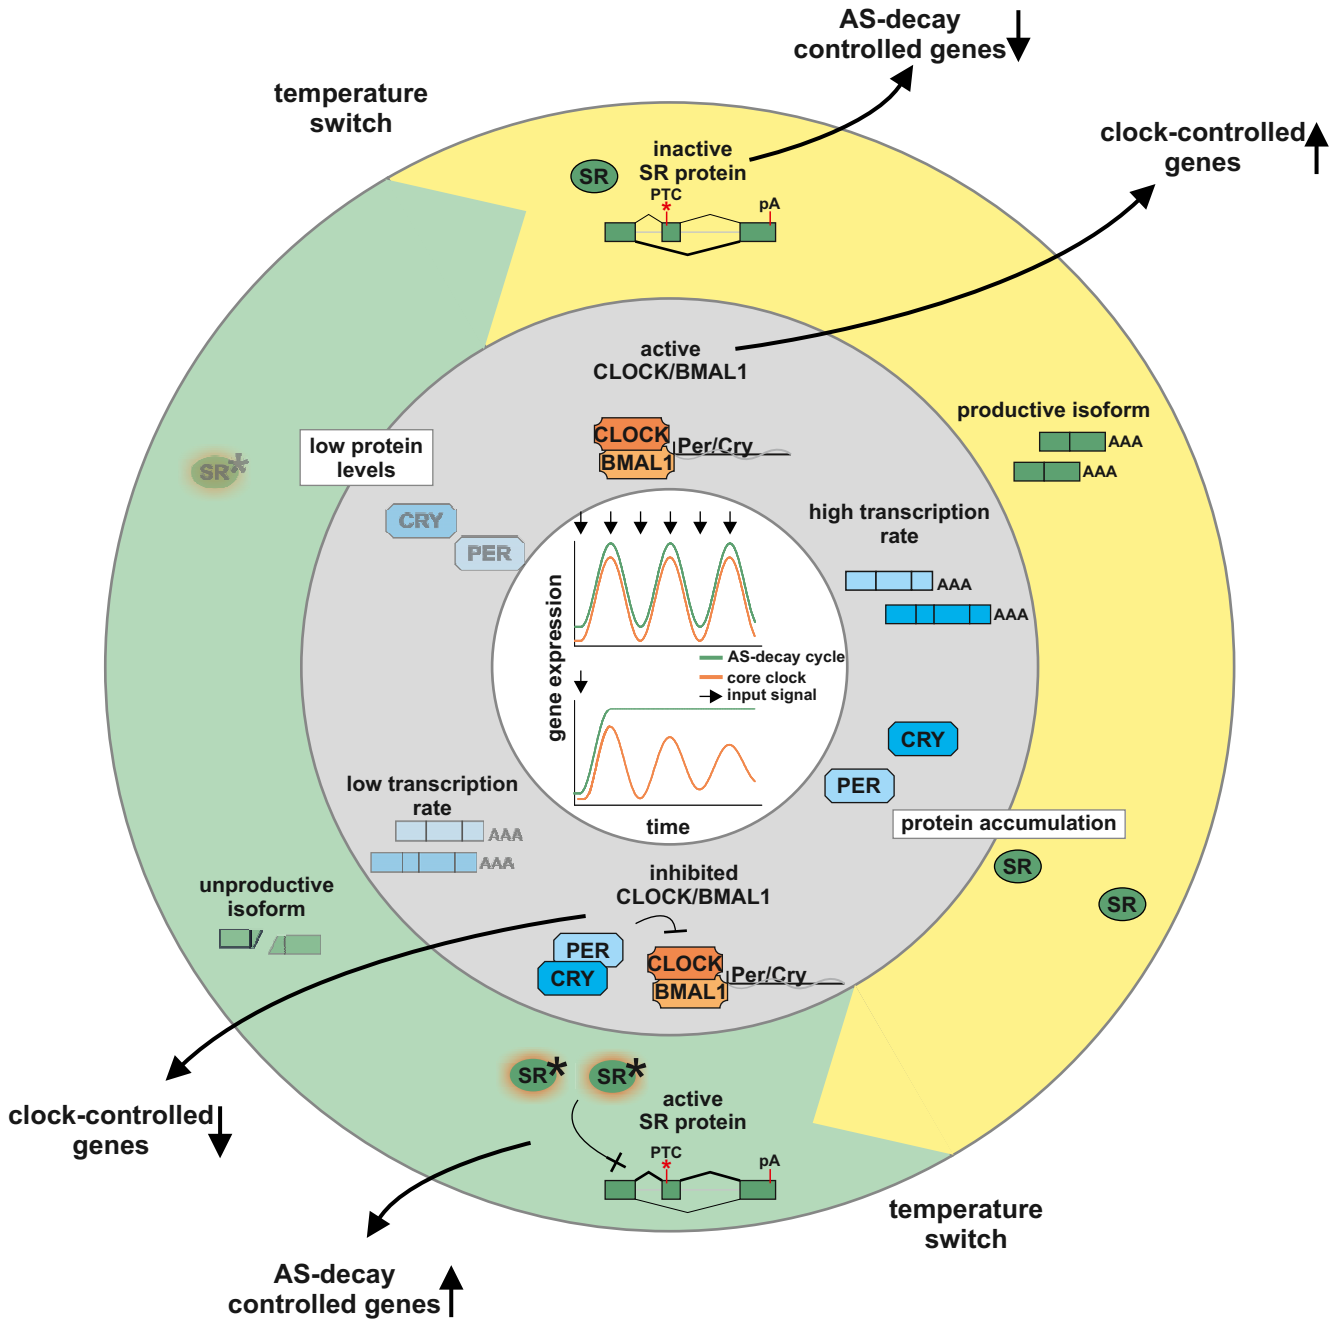 AS-decay
controlled genes
temperature
switch
clock-controlled
genes
inactive
SR protein
SR
PTC
*
pA
active
CLOCK/BMAL1
productive isoform
AAA
AAA
low protein
levels
CLOCK
BMAL1
Per/Cry
SR*
CRY
PER
high transcription
rate
AAA
AAA
gene expression
AS-decay cycle
core clock
input signal
time
CRY
PER
protein accumulation
low transcription
rate
AAA
AAA
SR
SR
unproductive
isoform
inhibited
CLOCK/BMAL1
PER
CRY
CLOCK
BMAL1
Per/Cry
SR*
SR*
active
SR protein
PTC
*
pA
clock-controlled
genes
temperature
switch
AS-decay
controlled genes